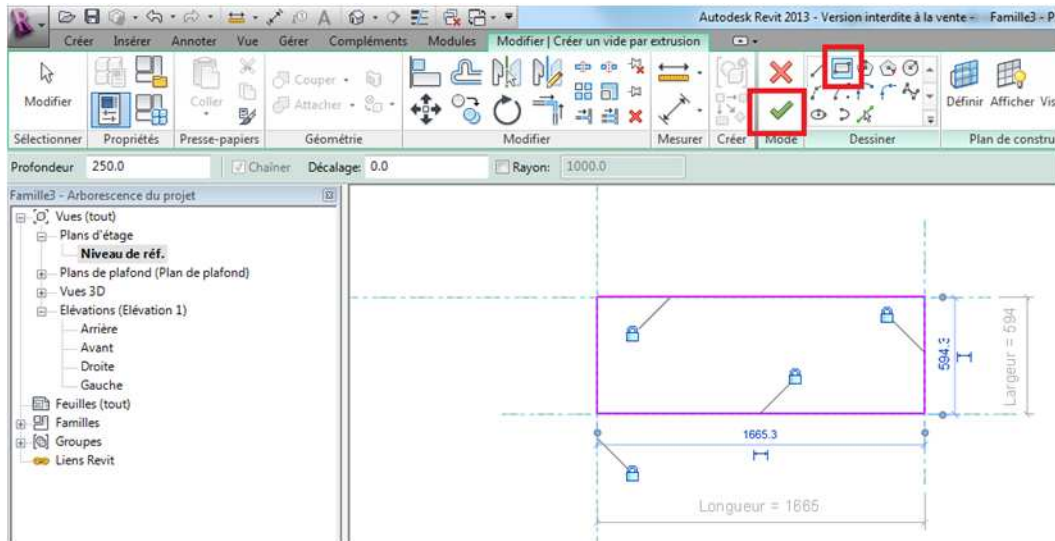 Autodesk Revit 2013 - Version interdite à la vente - Famille3 - P
Créer Insérer Annoter Vue Gérer Compléments Modules Modifier | Créer un vide par extrusion
Modifier Coller Couper Attacher Définir Afficher Vis
Sélectionner Propriétés Presse-papiers Géométrie Modifier Mesurer Créer Mode Dessiner Plan de constru
Profondeur 250.0 Chaîner Décalage: 0.0 Rayon: 1000.0
Famille3 - Arborescence du projet
Vues (tout)
Plans d'étage
Niveau de réf.
Plans de plafond (Plan de plafond)
Vues 3D
Elévations (Elévation 1)
Arrière
Avant
Droite
Gauche
Feuilles (tout)
Familles
Groupes
Liens Revit
594.3
Largeur = 594
1665.3
Longueur = 1665